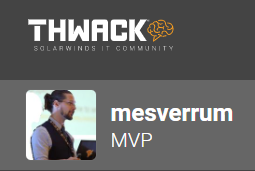 THWACK
SOLARWINDS IT COMMUNITY
mesverrum
MVP